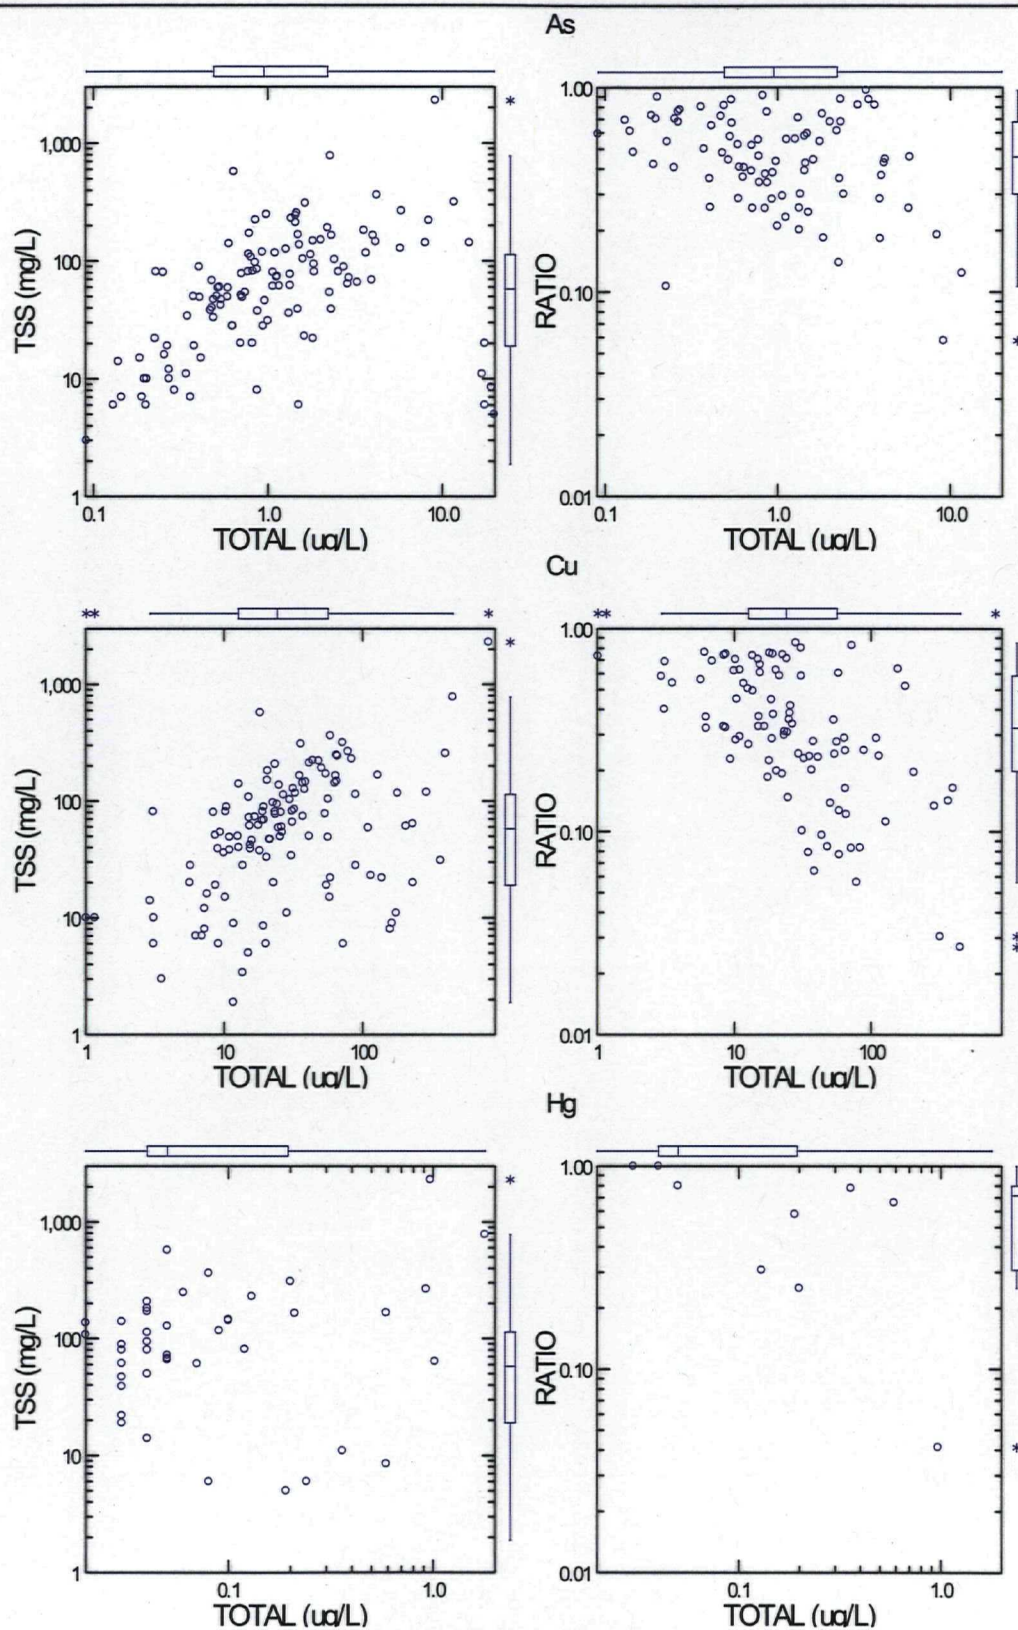 As
1,000
100
10
1
TSS (mg/L)
0.1 1.0 10.0
TOTAL (ug/L)
1.00
0.10
0.01
RATIO
0.1 1.0 10.0
TOTAL (ug/L)
Cu
1,000
100
10
1
TSS (mg/L)
1 10 100
TOTAL (ug/L)
1.00
0.10
0.01
RATIO
1 10 100
TOTAL (ug/L)
Hg
1,000
100
10
1
TSS (mg/L)
0.1 1.0
TOTAL (ug/L)
1.00
0.10
0.01
RATIO
0.1 1.0
TOTAL (ug/L)